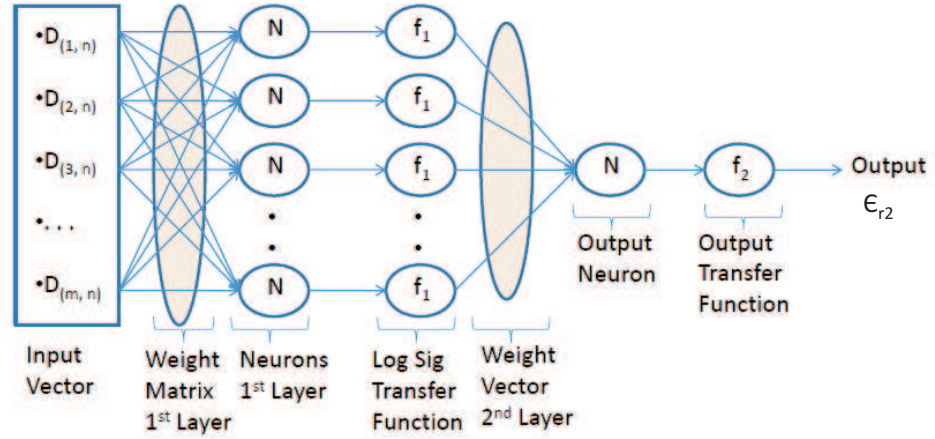 •D(1, n)
•D(2, n)
•D(3, n)
•. . .
•D(m, n)
N
N
N
N
f1
f1
f1
f1
N
f2
Output
Єr2
Input
Vector
Weight
Matrix
1st Layer
Neurons
1st Layer
Log Sig
Transfer
Function
Weight
Vector
2nd Layer
Output
Neuron
Output
Transfer
Function